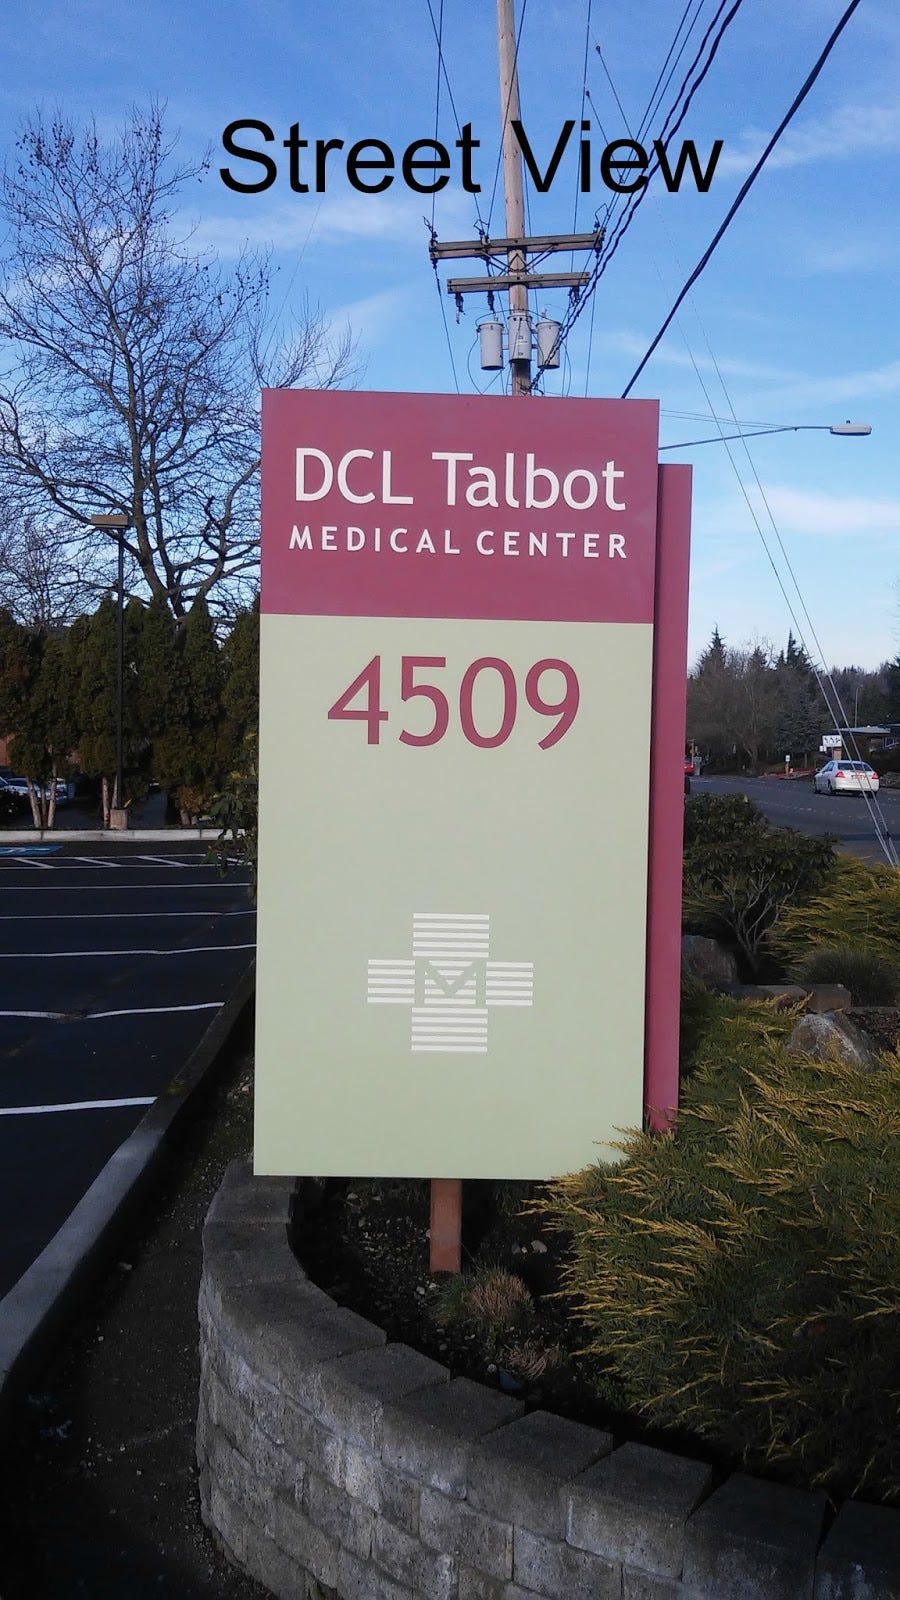 Street View
DCL Talbot
MEDICAL CENTER
4509
M